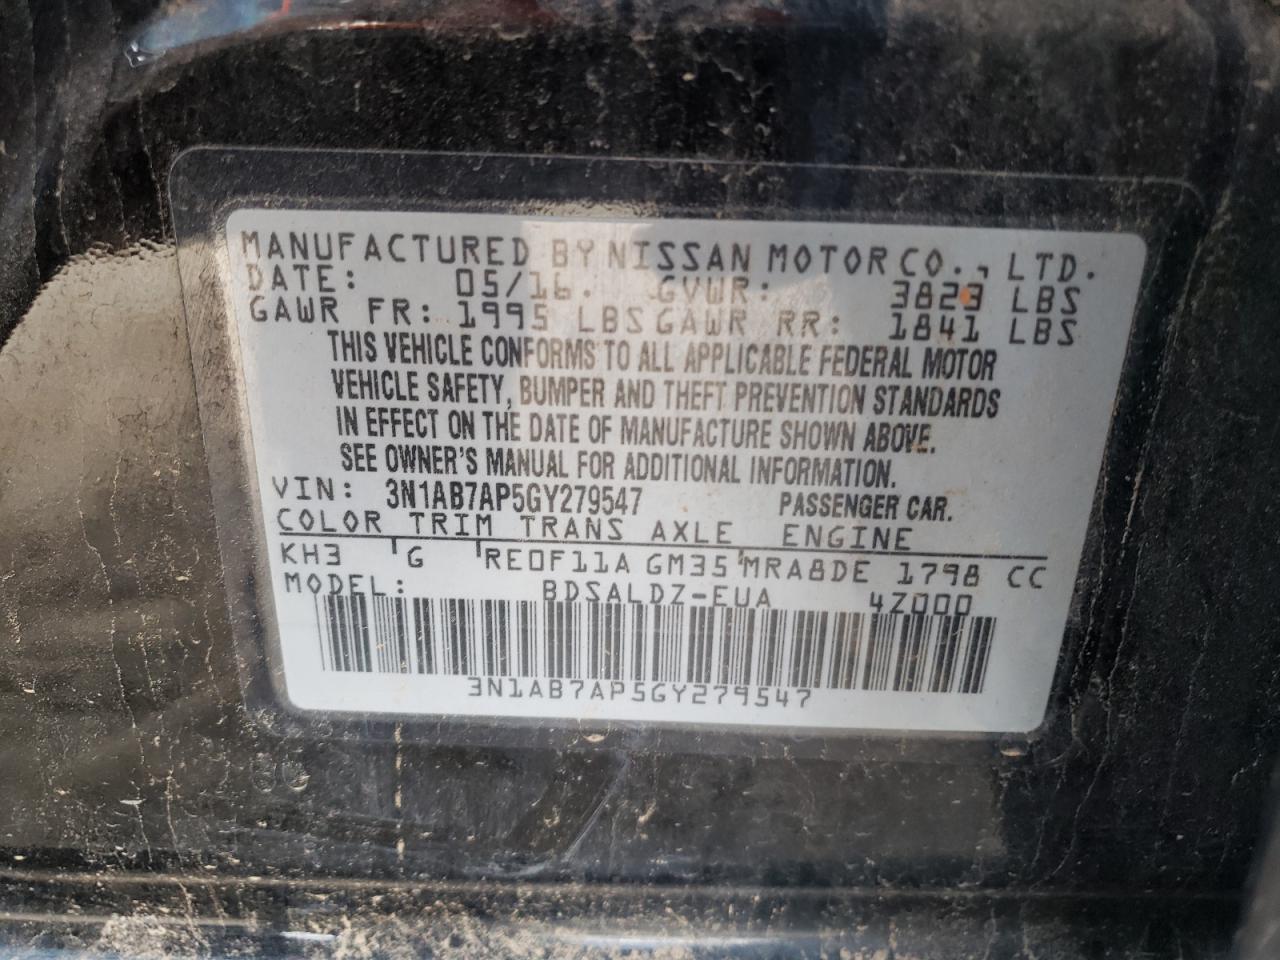 MANUFACTURED BY NISSAN MOTOR CO., LTD.
DATE: 05/16. GVWR: 3823 LBS
GAWR FR: 1995 LBS GAWR RR: 1841 LBS
THIS VEHICLE CONFORMS TO ALL APPLICABLE FEDERAL MOTOR
VEHICLE SAFETY, BUMPER AND THEFT PREVENTION STANDARDS
IN EFFECT ON THE DATE OF MANUFACTURE SHOWN ABOVE.
SEE OWNER'S MANUAL FOR ADDITIONAL INFORMATION.
VIN: 3N1AB7AP5GY279547 PASSENGER CAR.
COLOR TRIM TRANS AXLE ENGINE
KH3 G RE0F11A GM35 MRA8DE 1798 CC
MODEL: BDSALDZ-EUA 4Z000
3N1AB7AP5GY279547